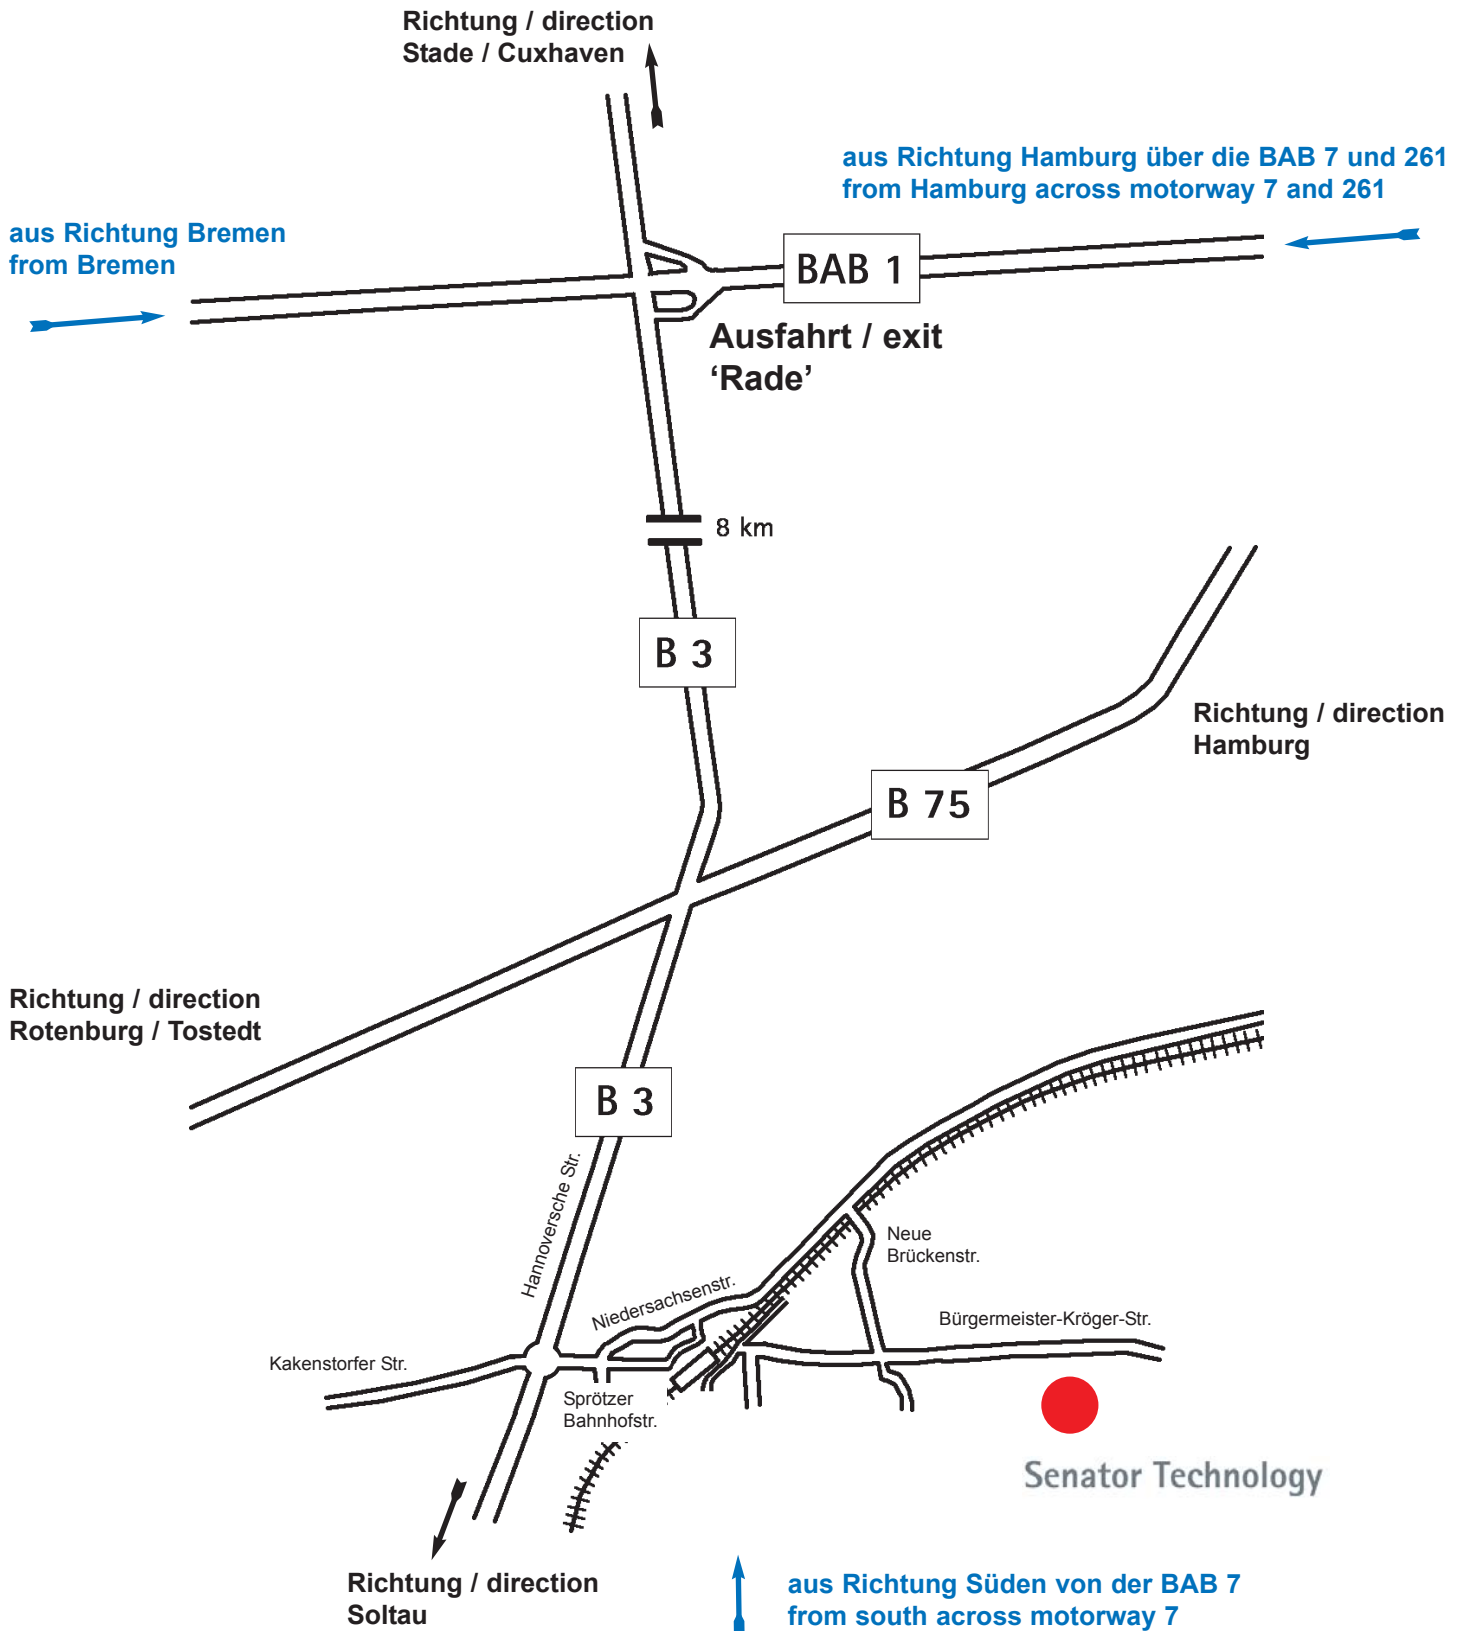 Richtung / direction
Stade / Cuxhaven
aus Richtung Hamburg über die BAB 7 und 261
from Hamburg across motorway 7 and 261
aus Richtung Bremen
from Bremen
BAB 1
Ausfahrt / exit
‘Rade’
8 km
B 3
Richtung / direction
Hamburg
B 75
Richtung / direction
Rotenburg / Tostedt
B 3
Hannoversche Str.
Neue
Brückenstr.
Niedersachsenstr.
Bürgermeister-Kröger-Str.
Kakenstorfer Str.
Sprötzer
Bahnhofstr.
Senator Technology
Richtung / direction
Soltau
aus Richtung Süden von der BAB 7
from south across motorway 7